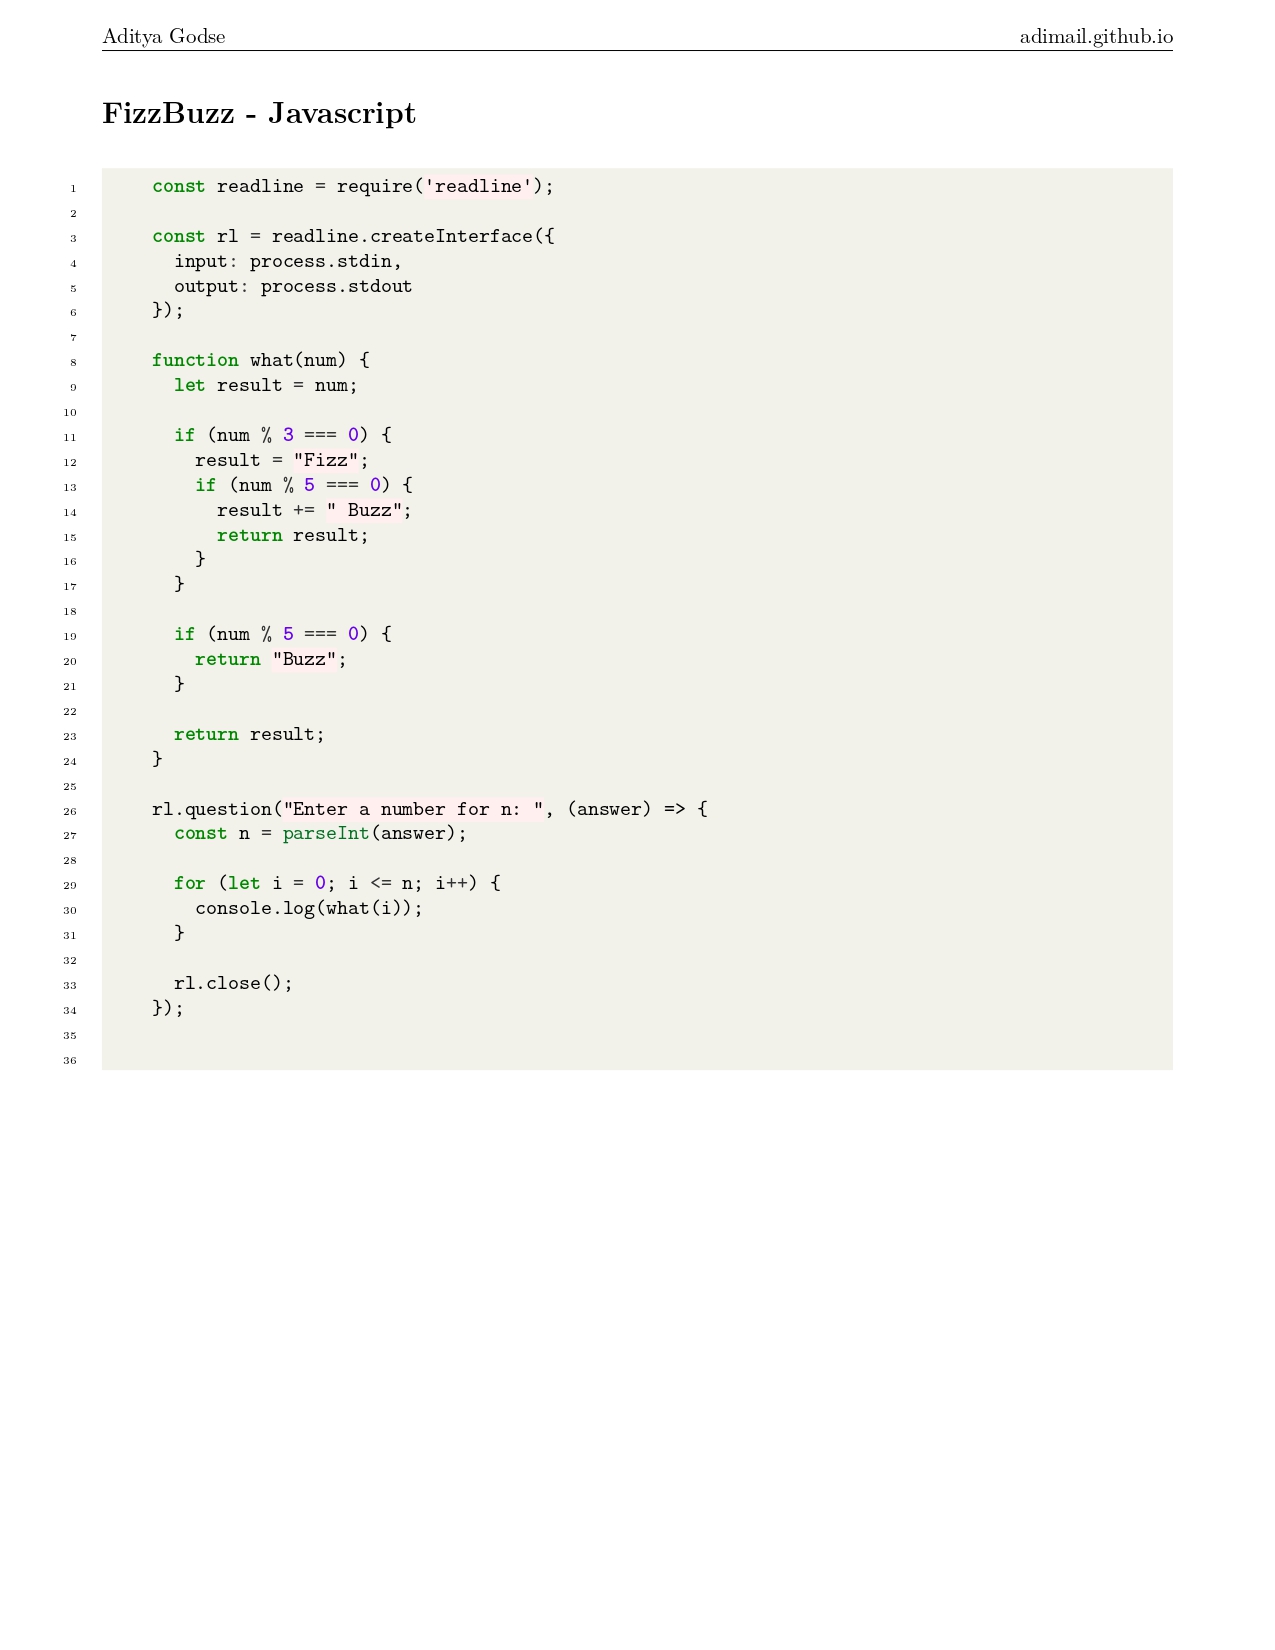 Aditya Godse adimail.github.io
FizzBuzz - Javascript
1 const readline = require('readline');
2
3 const rl = readline.createInterface({
4   input: process.stdin,
5   output: process.stdout
6 });
7
8 function what(num) {
9   let result = num;
10
11   if (num % 3 === 0) {
12     result = "Fizz";
13     if (num % 5 === 0) {
14       result += " Buzz";
15       return result;
16     }
17   }
18
19   if (num % 5 === 0) {
20     return "Buzz";
21   }
22
23   return result;
24 }
25
26 rl.question("Enter a number for n: ", (answer) => {
27   const n = parseInt(answer);
28
29   for (let i = 0; i <= n; i++) {
30     console.log(what(i));
31   }
32
33   rl.close();
34 });
35
36